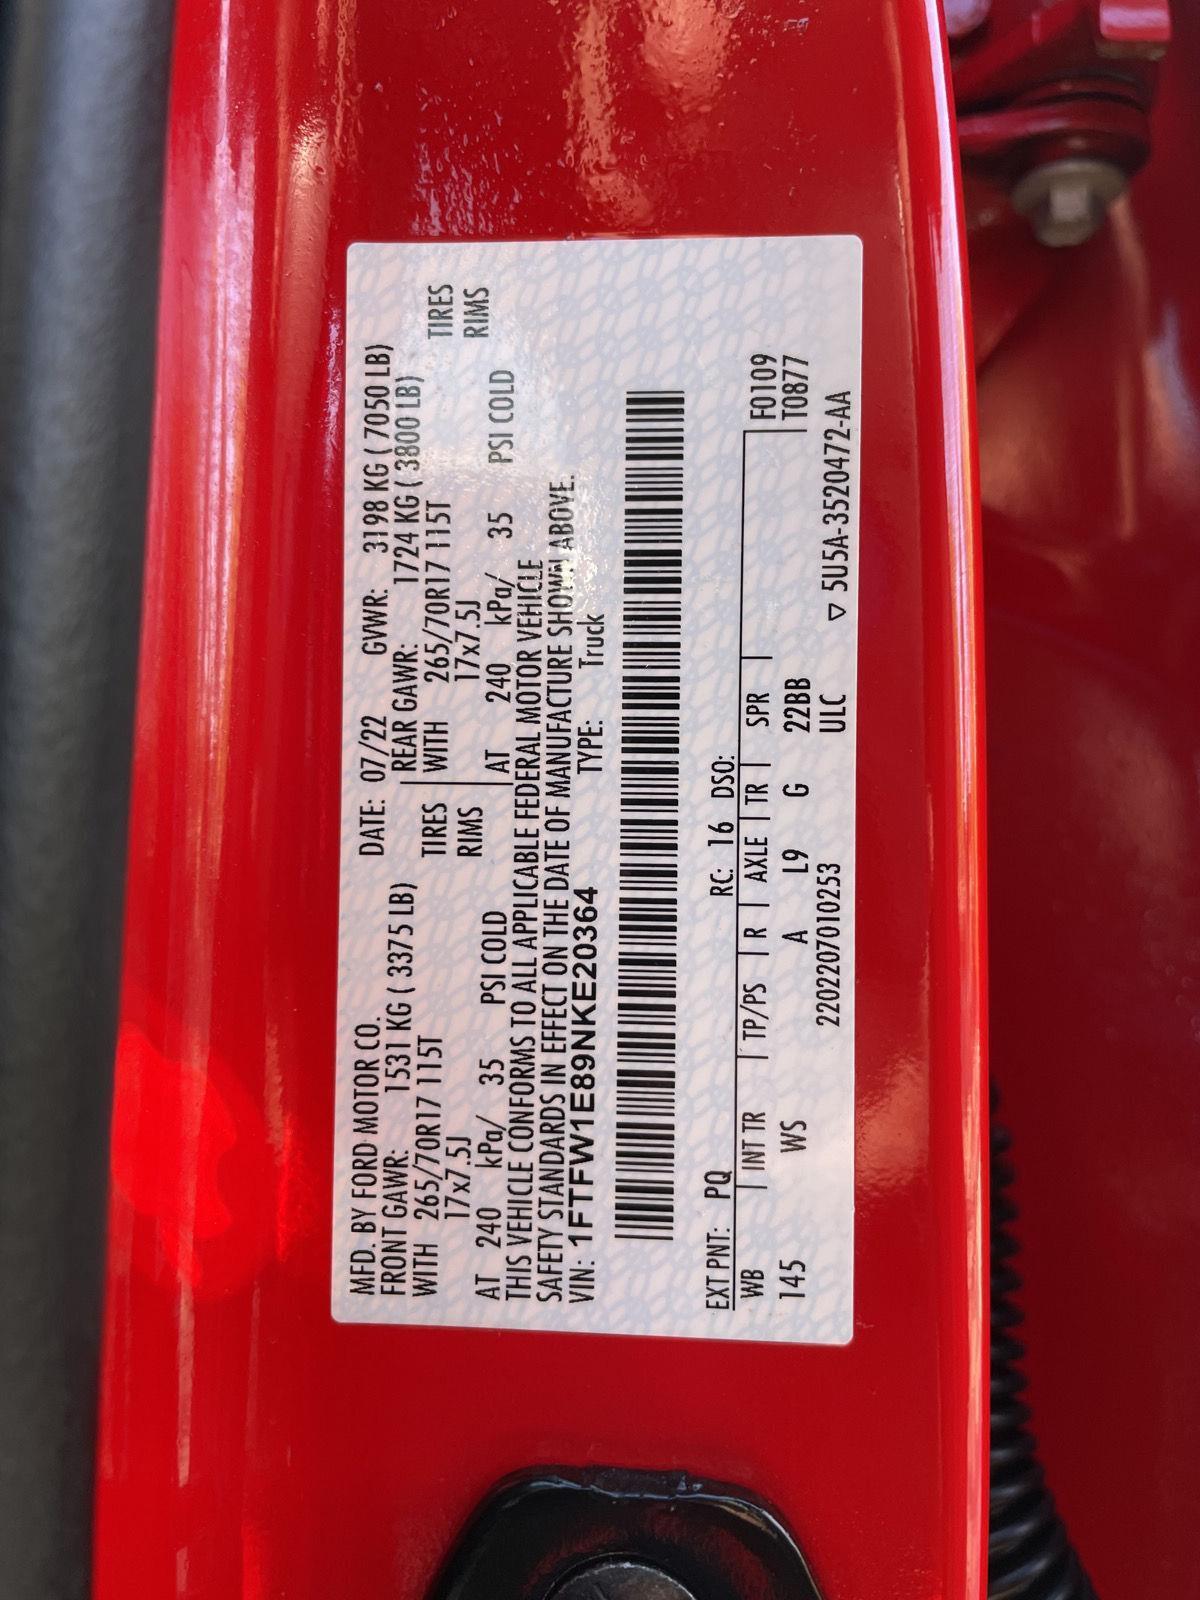 MFD. BY FORD MOTOR CO. DATE: 07/22 GVWR: 3198 KG ( 7050 LB)
FRONT GAWR: 1531 KG ( 3375 LB) REAR GAWR: 1724 KG ( 3800 LB)
WITH 265/70R17 115T TIRES WITH 265/70R17 115T TIRES
17x7.5J RIMS 17x7.5J RIMS
AT 240 kPa/ 35 PSI COLD AT 240 kPa/ 35 PSI COLD
THIS VEHICLE CONFORMS TO ALL APPLICABLE FEDERAL MOTOR VEHICLE
SAFETY STANDARDS IN EFFECT ON THE DATE OF MANUFACTURE SHOWN ABOVE.
VIN: 1FTFW1E89NKE20364 TYPE: Truck
EXT PNT: PQ RC: 16 DSO: F0109
WB | INT TR | TP/PS | R | AXLE | TR | SPR T0877
145 WS A L9 G 22BB
2202207010253 ULC ▽ 5U5A-3520472-AA